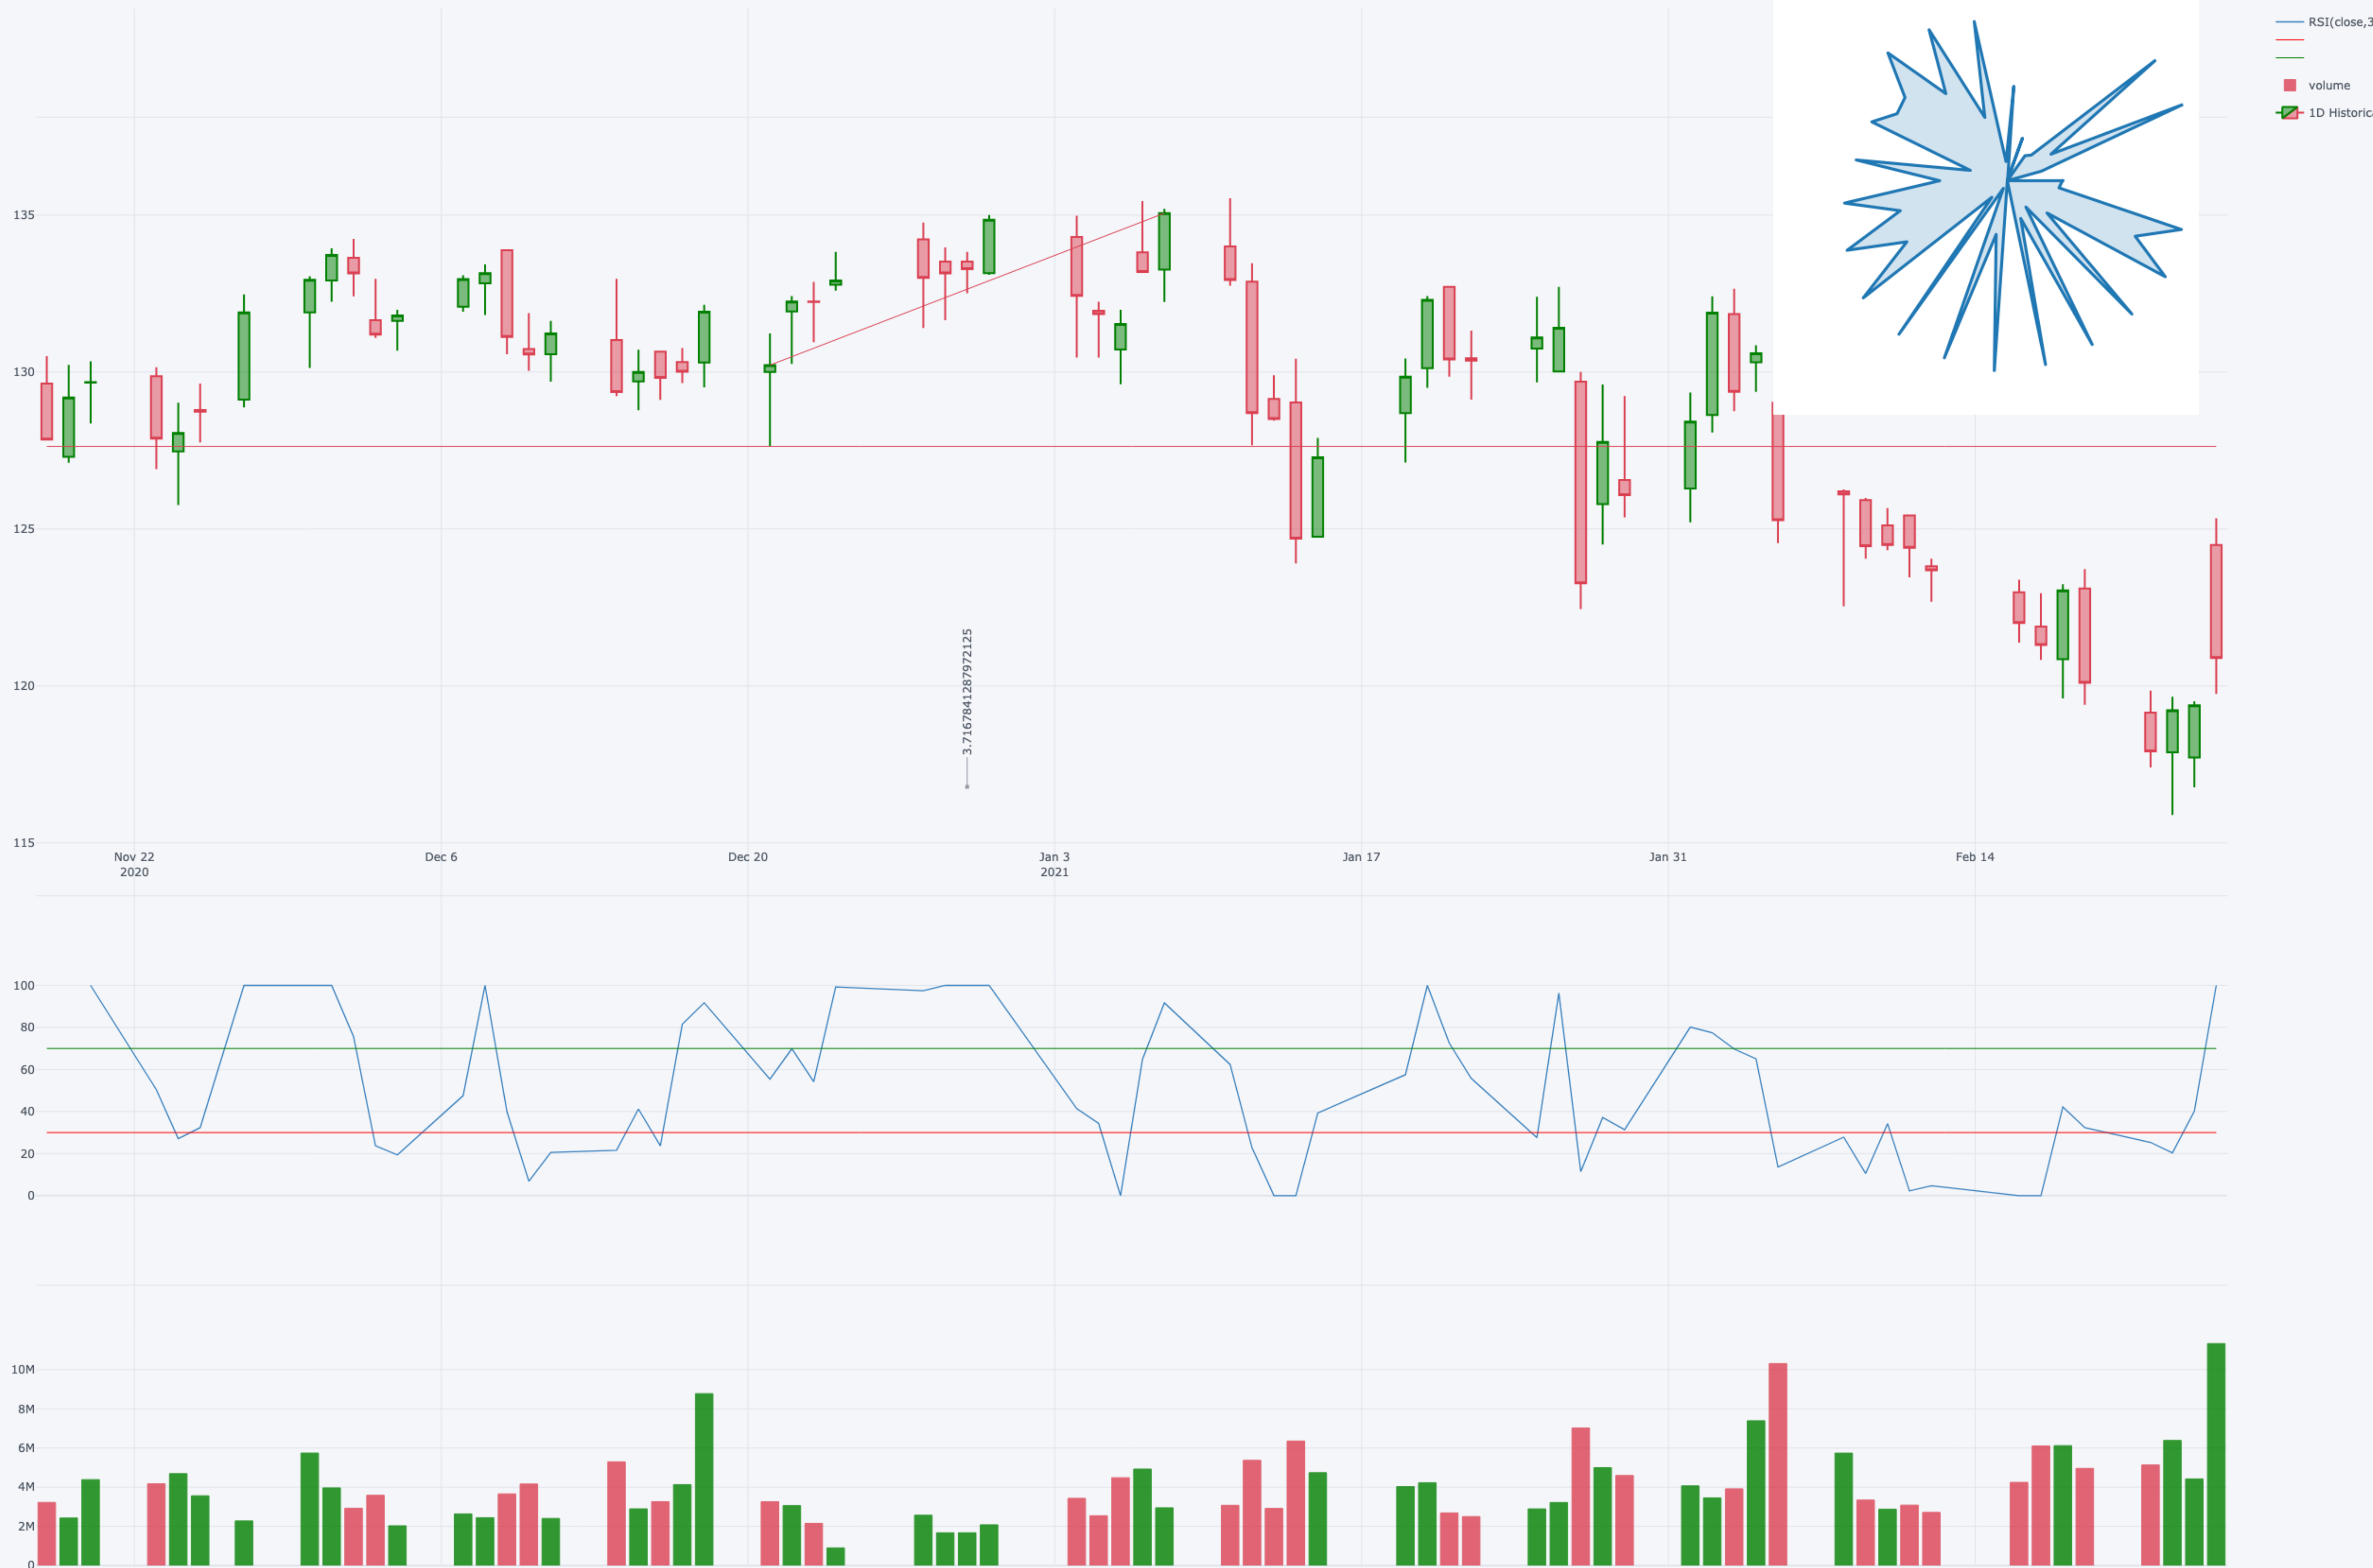 RSI(close,3
volume
1D Historic
135
130
125
120
115
3.7167841287972125
Nov 22
2020
Dec 6
Dec 20
Jan 3
2021
Jan 17
Jan 31
Feb 14
100
80
60
40
20
0
10M
8M
6M
4M
2M
0